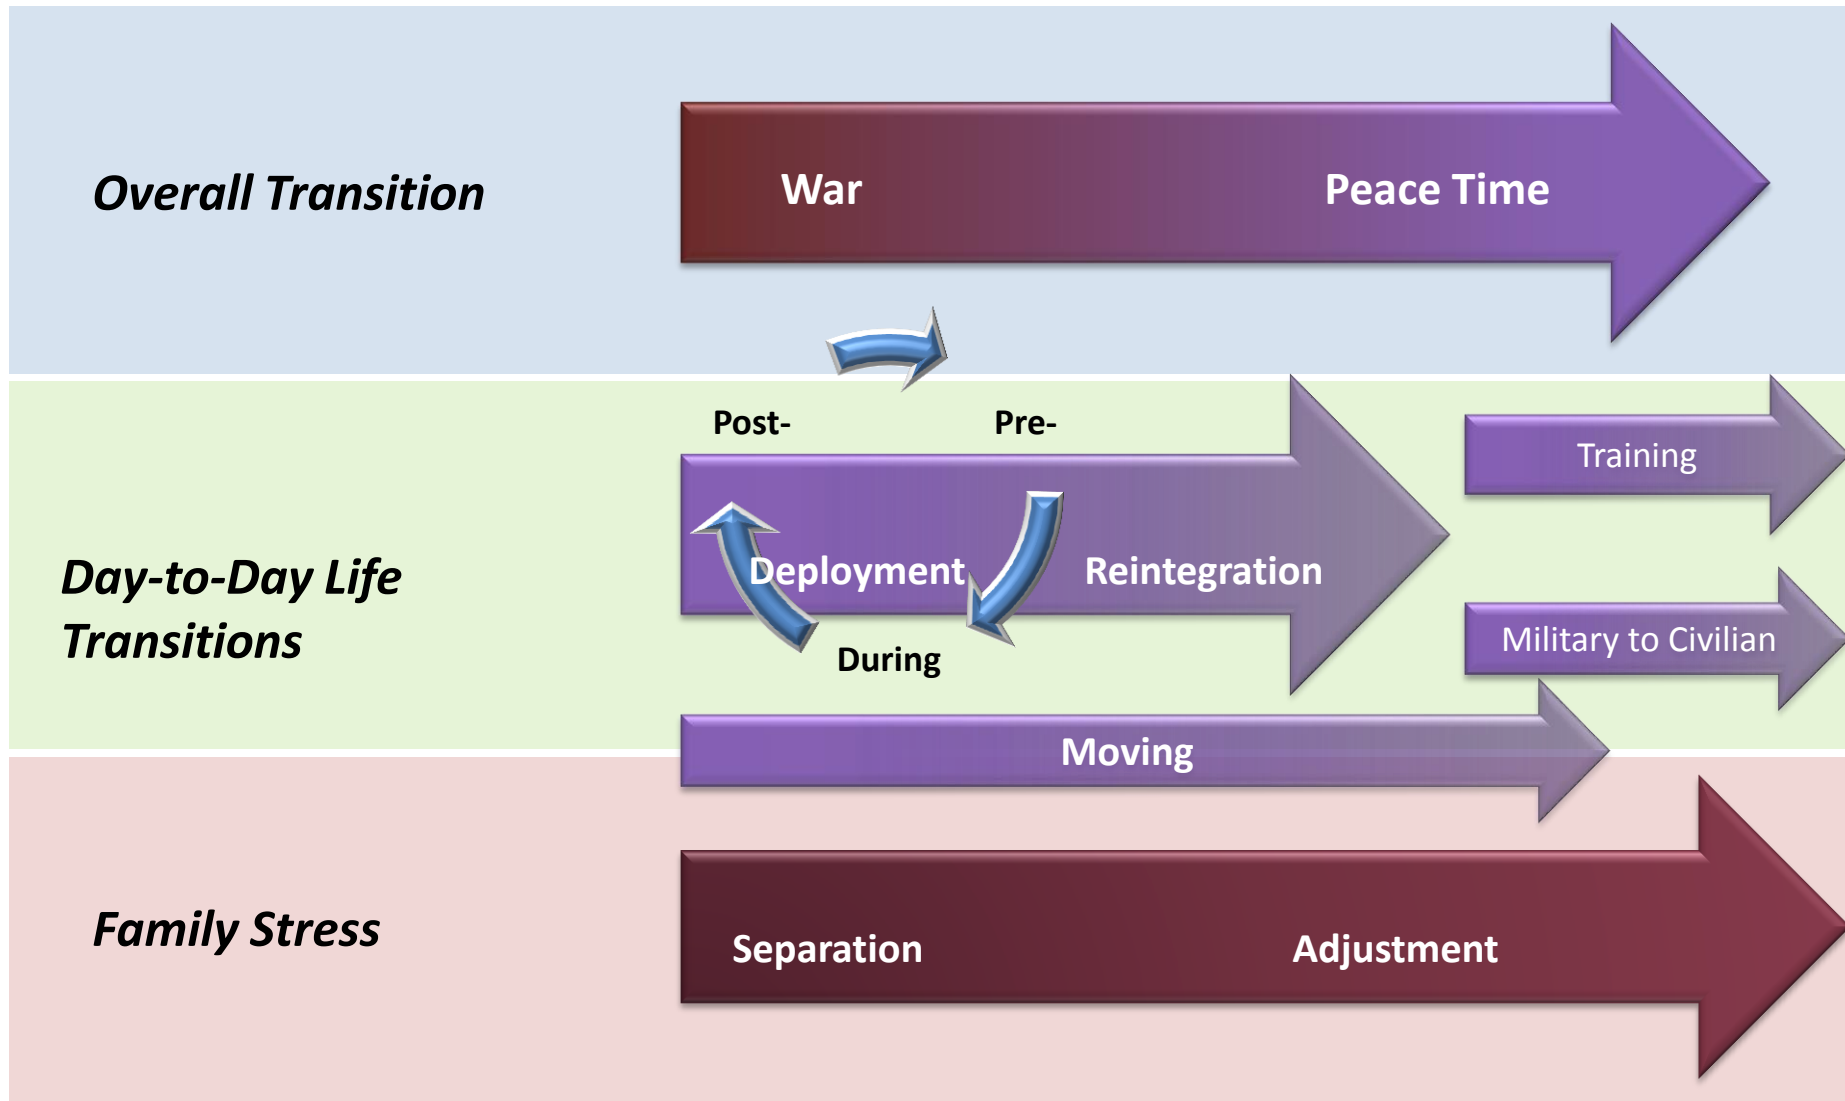 Overall Transition
War
Peace Time
Post-
Pre-
Training
Day-to-Day Life
Transitions
Deployment
Reintegration
Military to Civilian
During
Moving
Family Stress
Separation
Adjustment